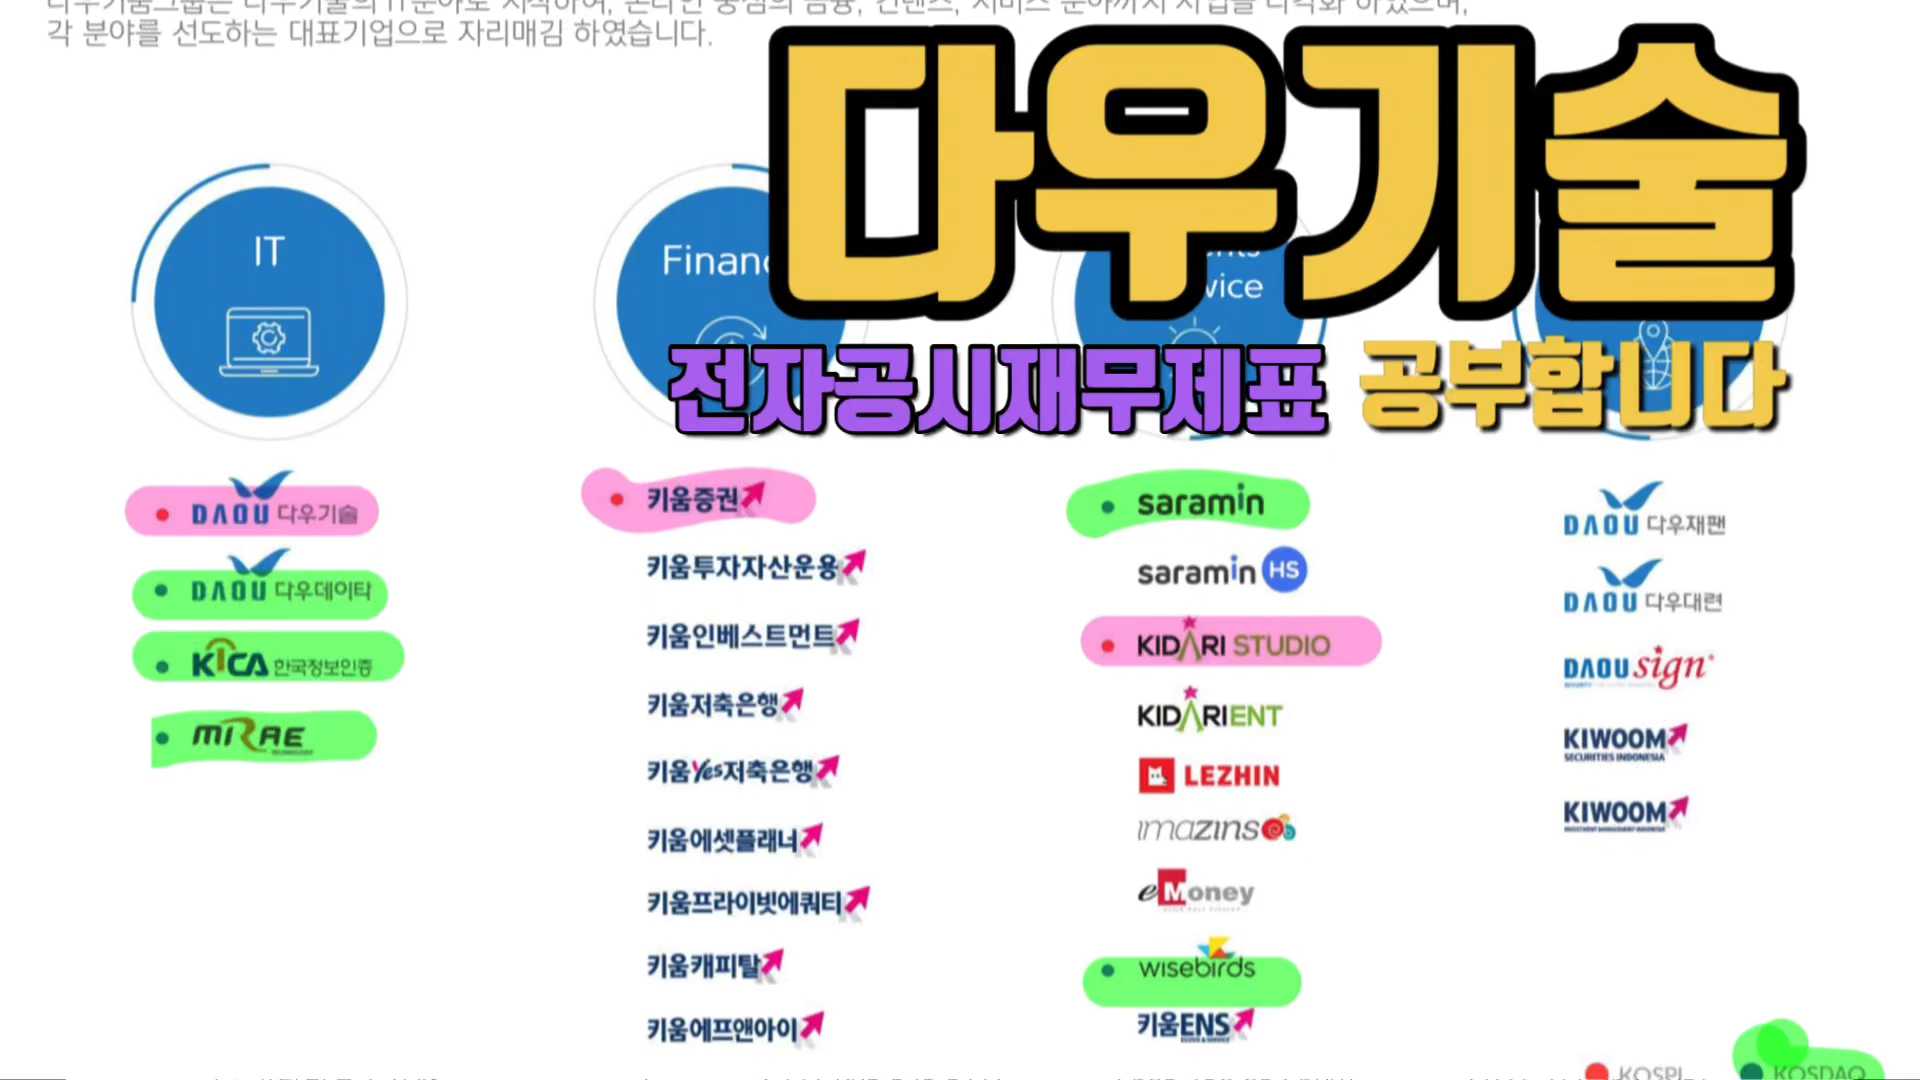 각 분야를 선도하는 대표기업으로 자리매김 하였습니다.
다우기술
전자공시재무제표 공부합니다
IT
DAOU 다우기술
DAOU 다우데이타
KICA 한국정보인증
MIRAE
키움증권
키움투자자산운용
키움인베스트먼트
키움저축은행
키움Yes저축은행
키움에셋플래너
키움프라이빗에쿼티
키움캐피탈
키움에프앤아이
saramin
saramin HS
KIDARI STUDIO
KIDARIENT
LEZHIN
imazins
eMoney
wisebirds
키움ENS
DAOU 다우재팬
DAOU 다우대련
DAOU sign
KIWOOM
SECURITIES INDONESIA
KIWOOM
KOSPI
KOSDAQ